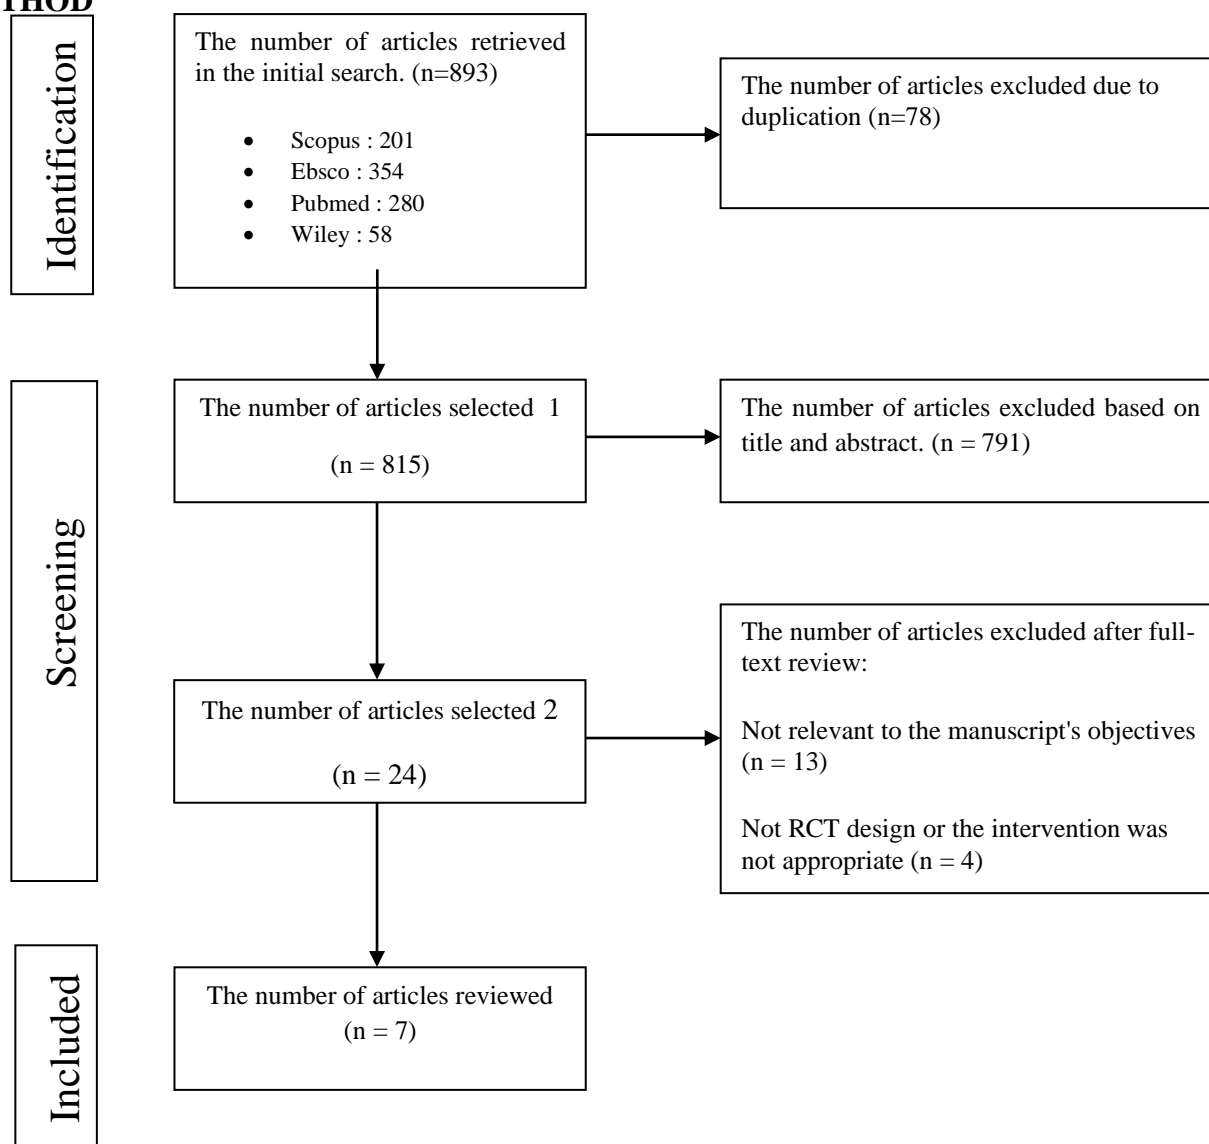 THOD
Identification
The number of articles retrieved
in the initial search. (n=893)
• Scopus : 201
• Ebsco : 354
• Pubmed : 280
• Wiley : 58
The number of articles excluded due to
duplication (n=78)
Screening
The number of articles selected 1
(n = 815)
The number of articles excluded based on
title and abstract. (n = 791)
The number of articles selected 2
(n = 24)
The number of articles excluded after full-
text review:
Not relevant to the manuscript's objectives
(n = 13)
Not RCT design or the intervention was
not appropriate (n = 4)
Included
The number of articles reviewed
(n = 7)